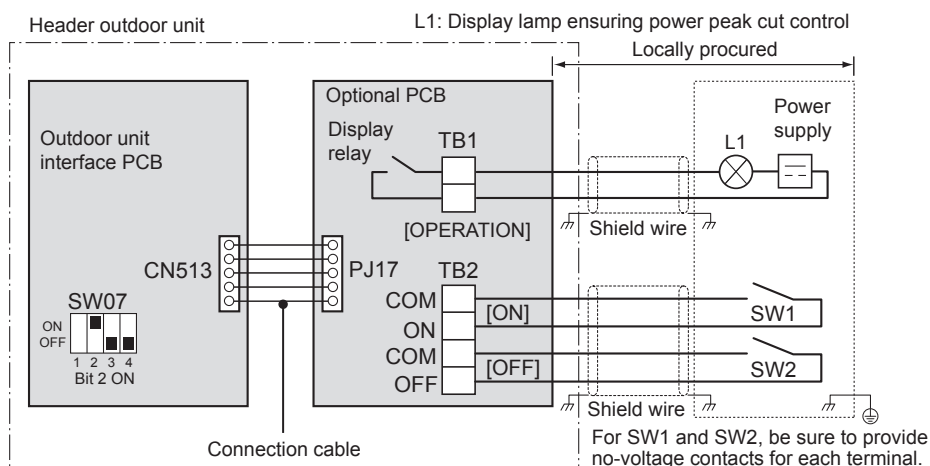 Header outdoor unit
L1: Display lamp ensuring power peak cut control
Locally procured
Outdoor unit
interface PCB
Optional PCB
Display
relay
TB1
[OPERATION]
L1
Power
supply
Shield wire
CN513
PJ17
TB2
COM
ON
COM
OFF
[ON]
[OFF]
SW1
SW2
SW07
ON
OFF
1 2 3 4
Bit 2 ON
Shield wire
Connection cable
For SW1 and SW2, be sure to provide
no-voltage contacts for each terminal.